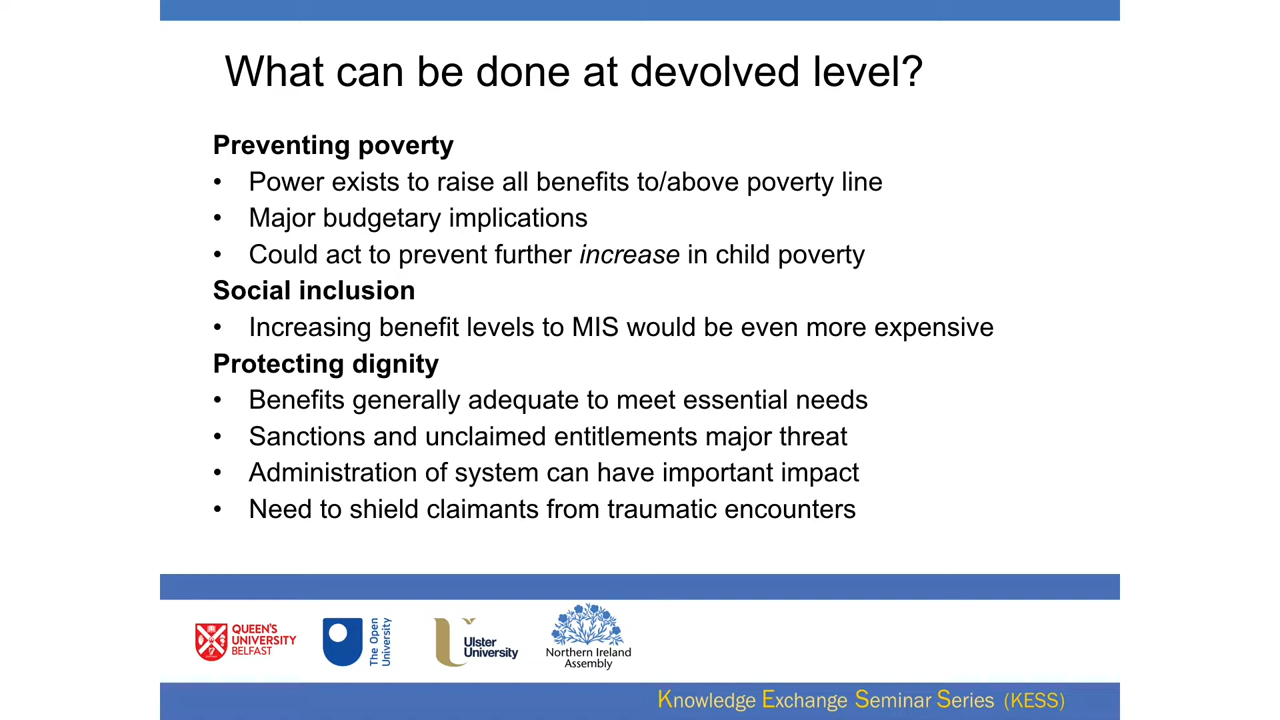 What can be done at devolved level?
Preventing poverty
• Power exists to raise all benefits to/above poverty line
• Major budgetary implications
• Could act to prevent further increase in child poverty
Social inclusion
• Increasing benefit levels to MIS would be even more expensive
Protecting dignity
• Benefits generally adequate to meet essential needs
• Sanctions and unclaimed entitlements major threat
• Administration of system can have important impact
• Need to shield claimants from traumatic encounters
QUEEN'S
UNIVERSITY
BELFAST
The Open
University
Ulster
University
Northern Ireland
Assembly
Knowledge Exchange Seminar Series (KESS)